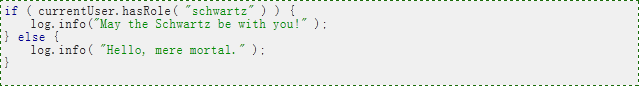 if ( currentUser.hasRole( "schwartz" ) ) {
    log.info("May the Schwartz be with you!" );
} else {
    log.info( "Hello, mere mortal." );
}